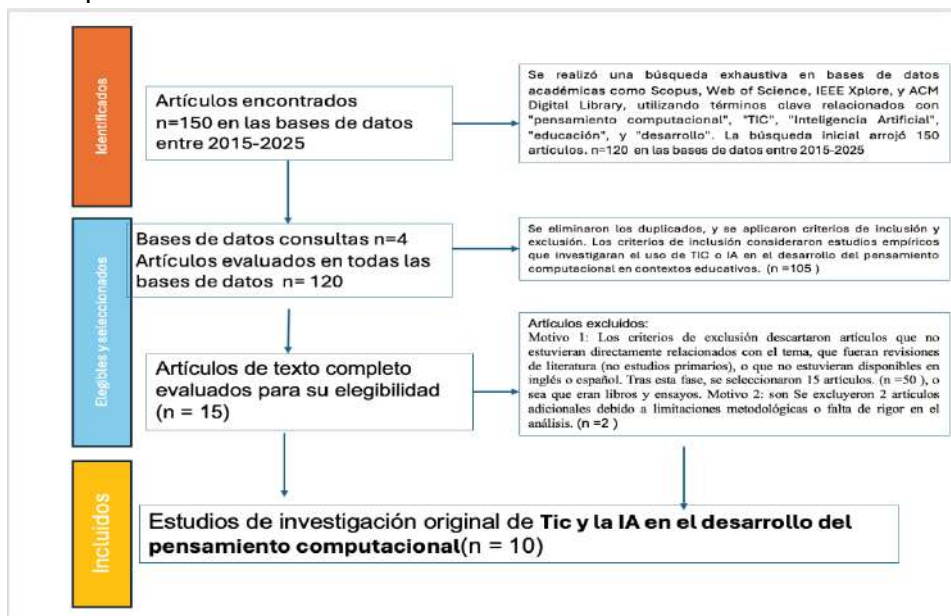 Identificados
Artículos encontrados
n=150 en las bases de datos
entre 2015-2025
Se realizó una búsqueda exhaustiva en bases de datos
académicas como Scopus, Web of Science, IEEE Xplore, y ACM
Digital Library, utilizando términos clave relacionados con
"pensamiento computacional", "TIC", "Inteligencia Artificial",
"educación", y "desarrollo". La búsqueda inicial arrojó 150
artículos. n=120 en las bases de datos entre 2015-2025
Elegibles y seleccionados
Bases de datos consultas n=4
Artículos evaluados en todas las
bases de datos n= 120
Se eliminaron los duplicados, y se aplicaron criterios de inclusión y
exclusión. Los criterios de inclusión consideraron estudios empíricos
que investigaran el uso de TIC o IA en el desarrollo del pensamiento
computacional en contextos educativos. (n =105 )
Artículos de texto completo
evaluados para su elegibilidad
(n = 15)
Artículos excluidos:
Motivo 1: Los criterios de exclusión descartaron artículos que no
estuvieran directamente relacionados con el tema, que fueran revisiones
de literatura (no estudios primarios), o que no estuvieran disponibles en
inglés o español. Tras esta fase, se seleccionaron 15 artículos. (n =50 ), o
sea que eran libros y ensayos. Motivo 2: son Se excluyeron 2 artículos
adicionales debido a limitaciones metodológicas o falta de rigor en el
análisis. (n =2 )
Incluidos
Estudios de investigación original de Tic y la IA en el desarrollo del
pensamiento computacional(n = 10)